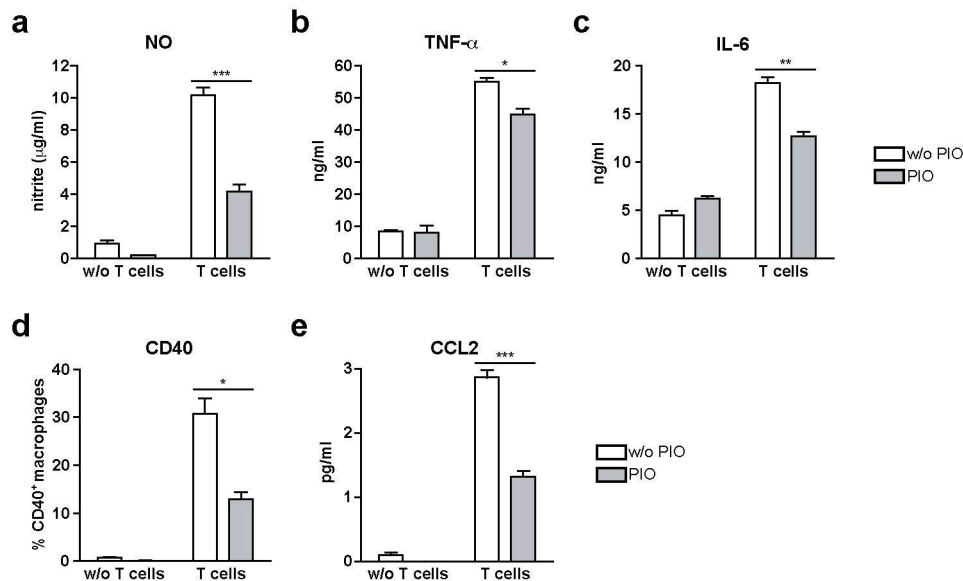 a
NO
nitrite (µg/ml)
12
10
8
6
4
2
0
***
w/o T cells
T cells
b
TNF-α
ng/ml
60
50
40
30
20
10
0
*
w/o T cells
T cells
c
IL-6
ng/ml
20
15
10
5
0
**
w/o T cells
T cells
w/o PIO
PIO
d
CD40
% CD40⁺ macrophages
40
30
20
10
0
*
w/o T cells
T cells
e
CCL2
pg/ml
3
2
1
0
***
w/o T cells
T cells
w/o PIO
PIO